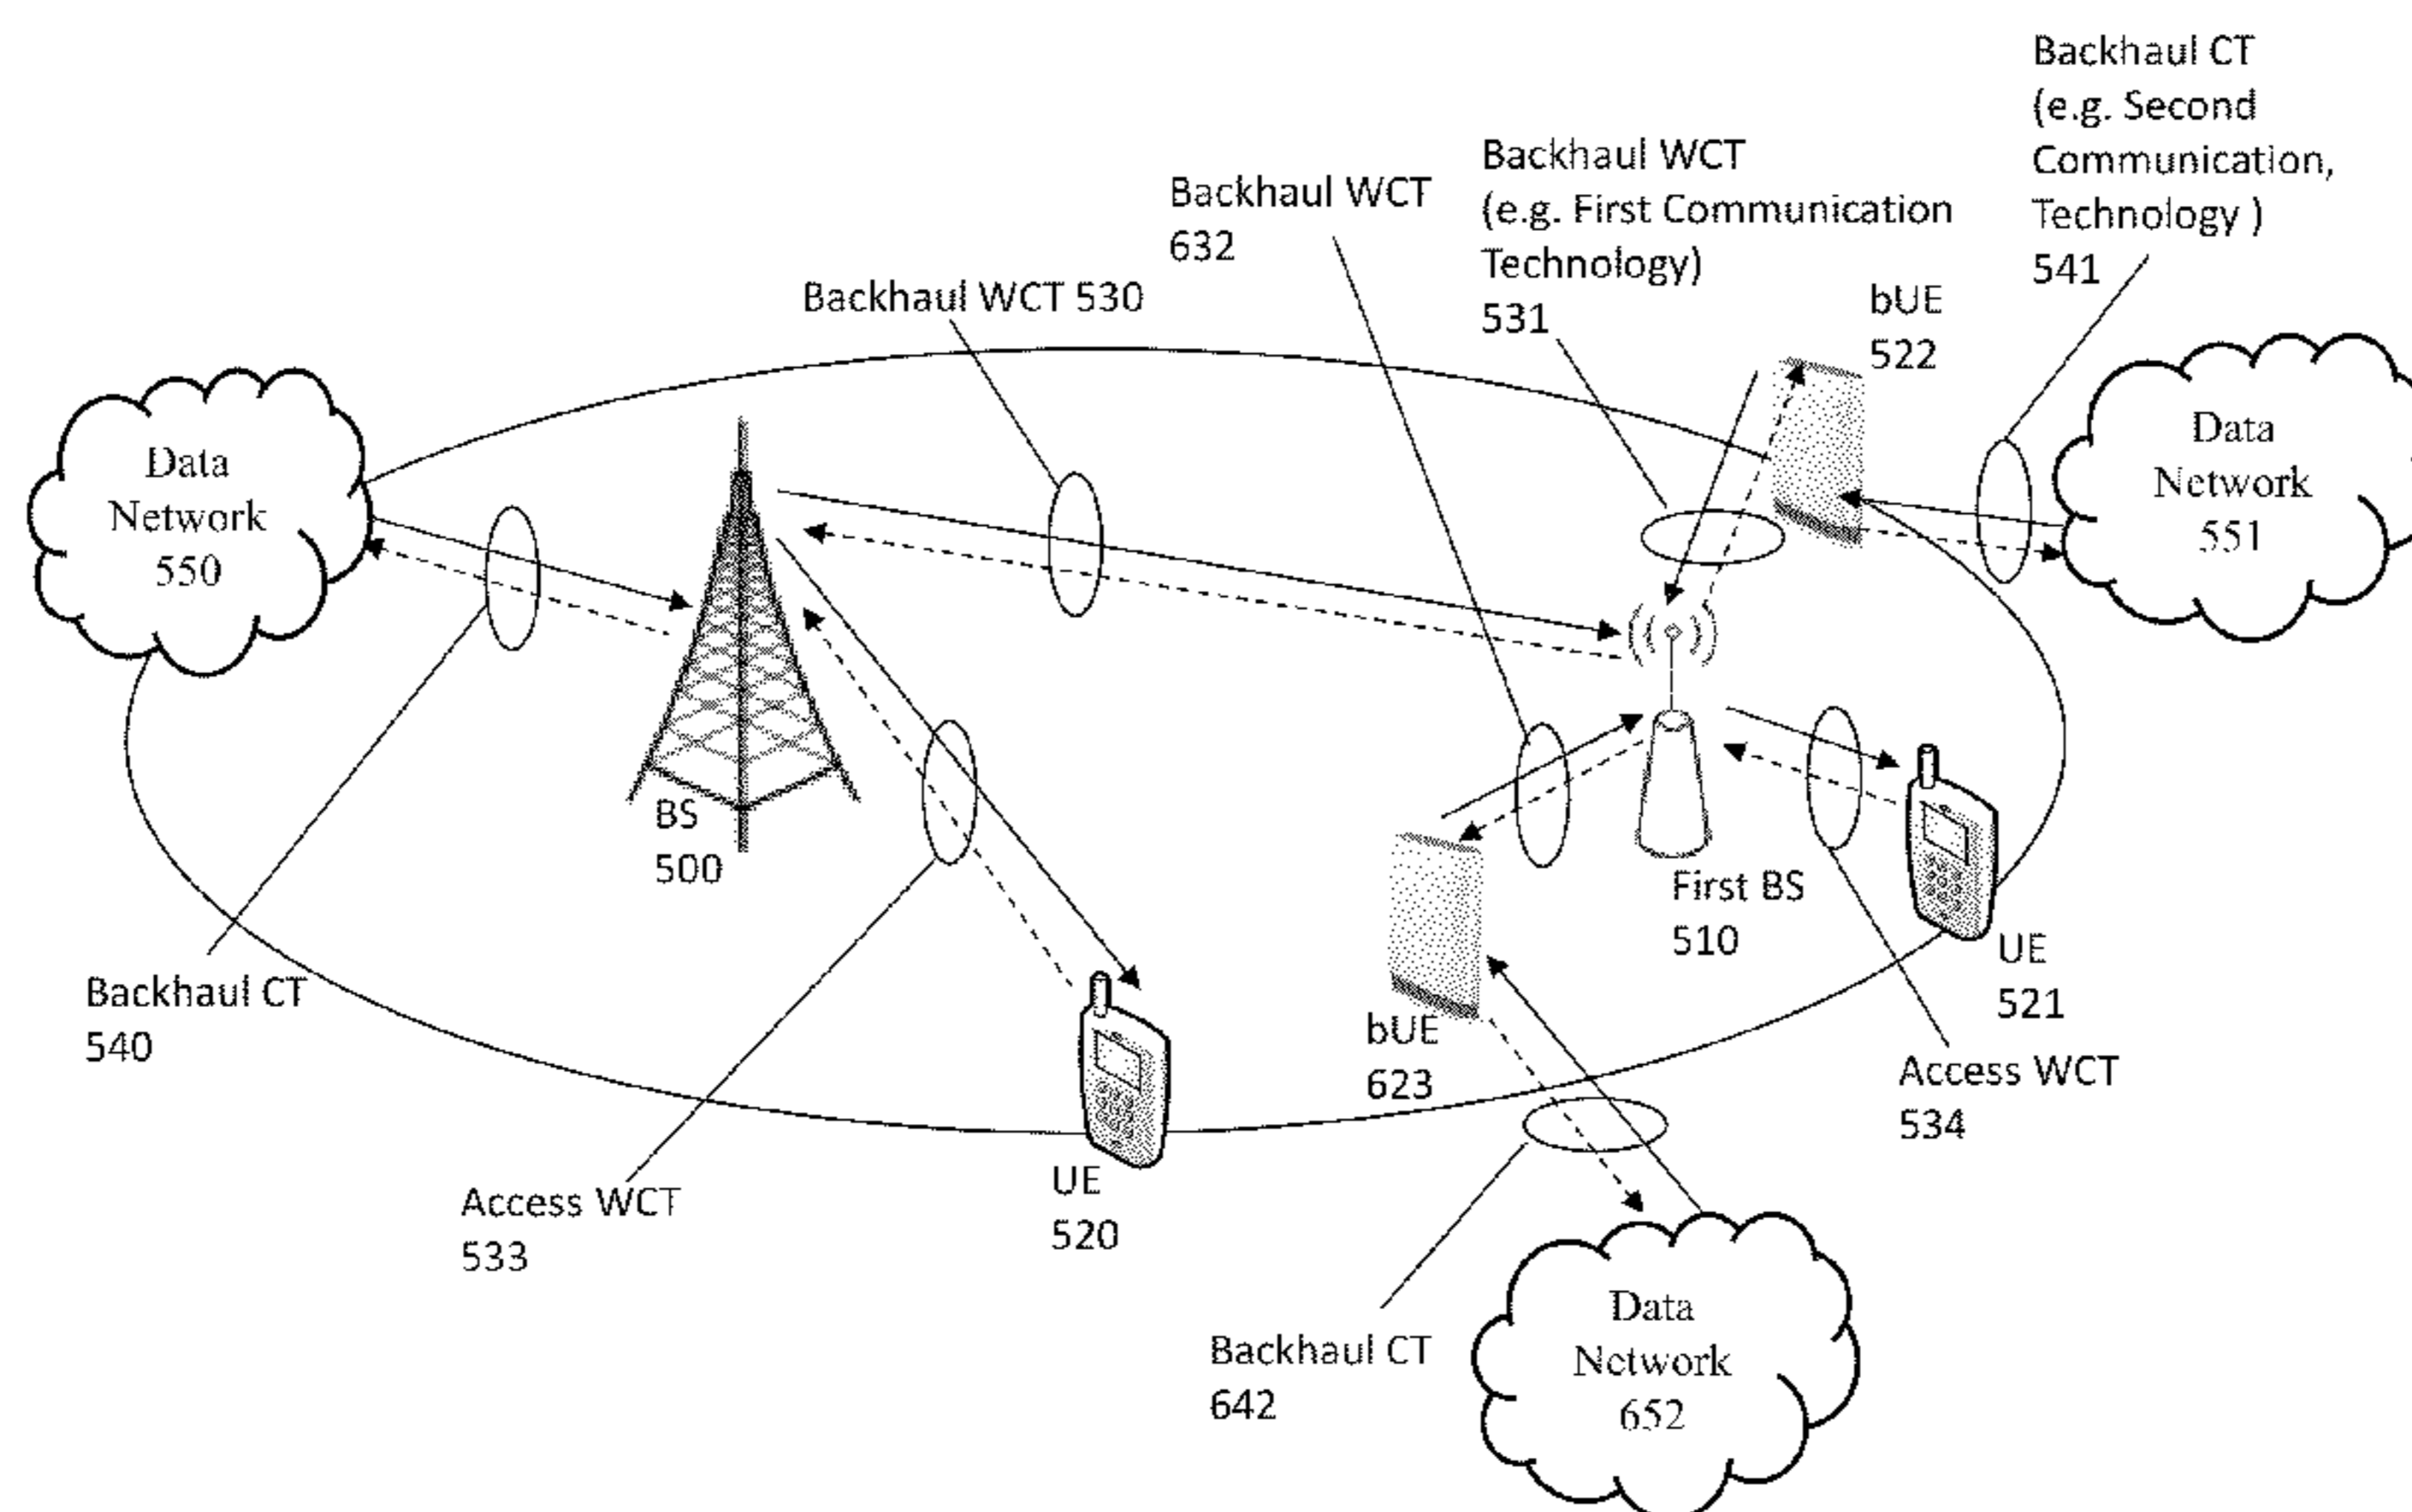 Backhaul CT
(e.g. Second
Communication,
Technology )
541
Backhaul WCT
(e.g. First Communication
Technology)
531
Backhaul WCT
632
Backhaul WCT 530
bUE
522
Data
Network
550
Data
Network
551
BS
500
First BS
510
UE
521
Backhaul CT
540
bUE
623
Access WCT
534
Access WCT
533
UE
520
Backhaul CT
642
Data
Network
652